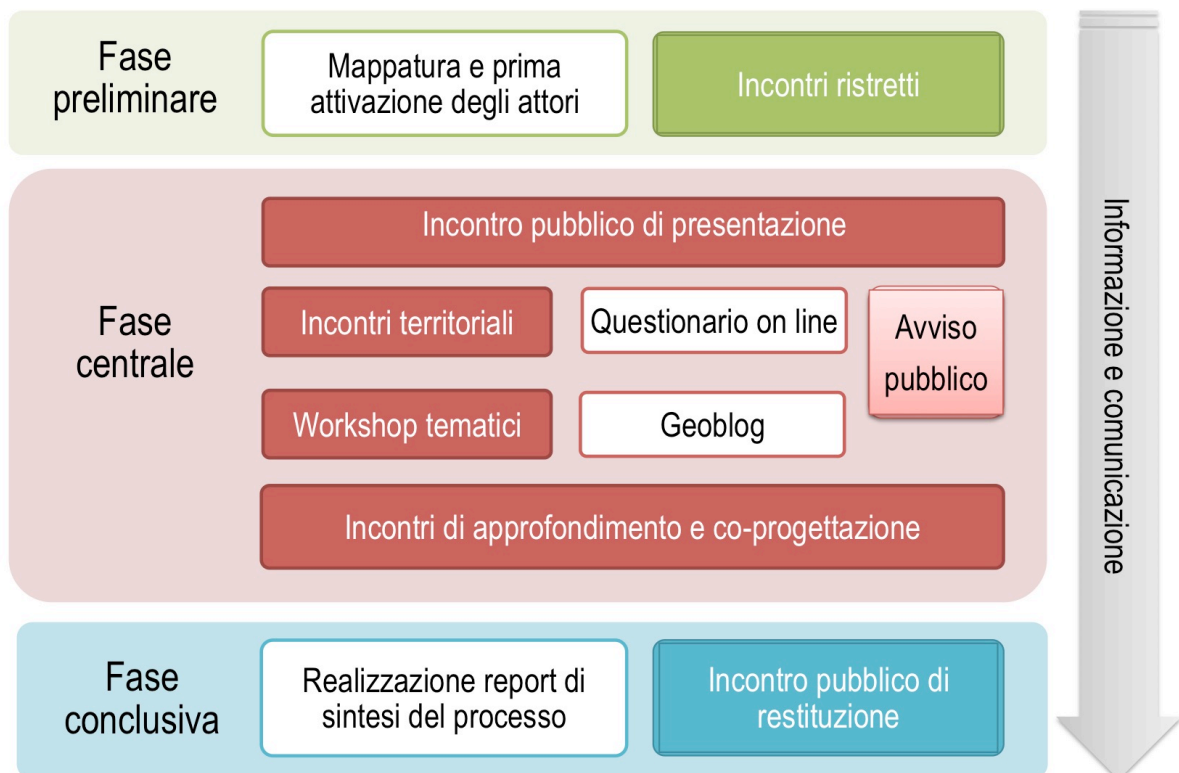 Fase
preliminare
Mappatura e prima
attivazione degli attori
Incontri ristretti
Fase
centrale
Incontro pubblico di presentazione
Incontri territoriali
Questionario on line
Avviso
pubblico
Workshop tematici
Geoblog
Incontri di approfondimento e co-progettazione
Fase
conclusiva
Realizzazione report di
sintesi del processo
Incontro pubblico di
restituzione
Informazione e comunicazione